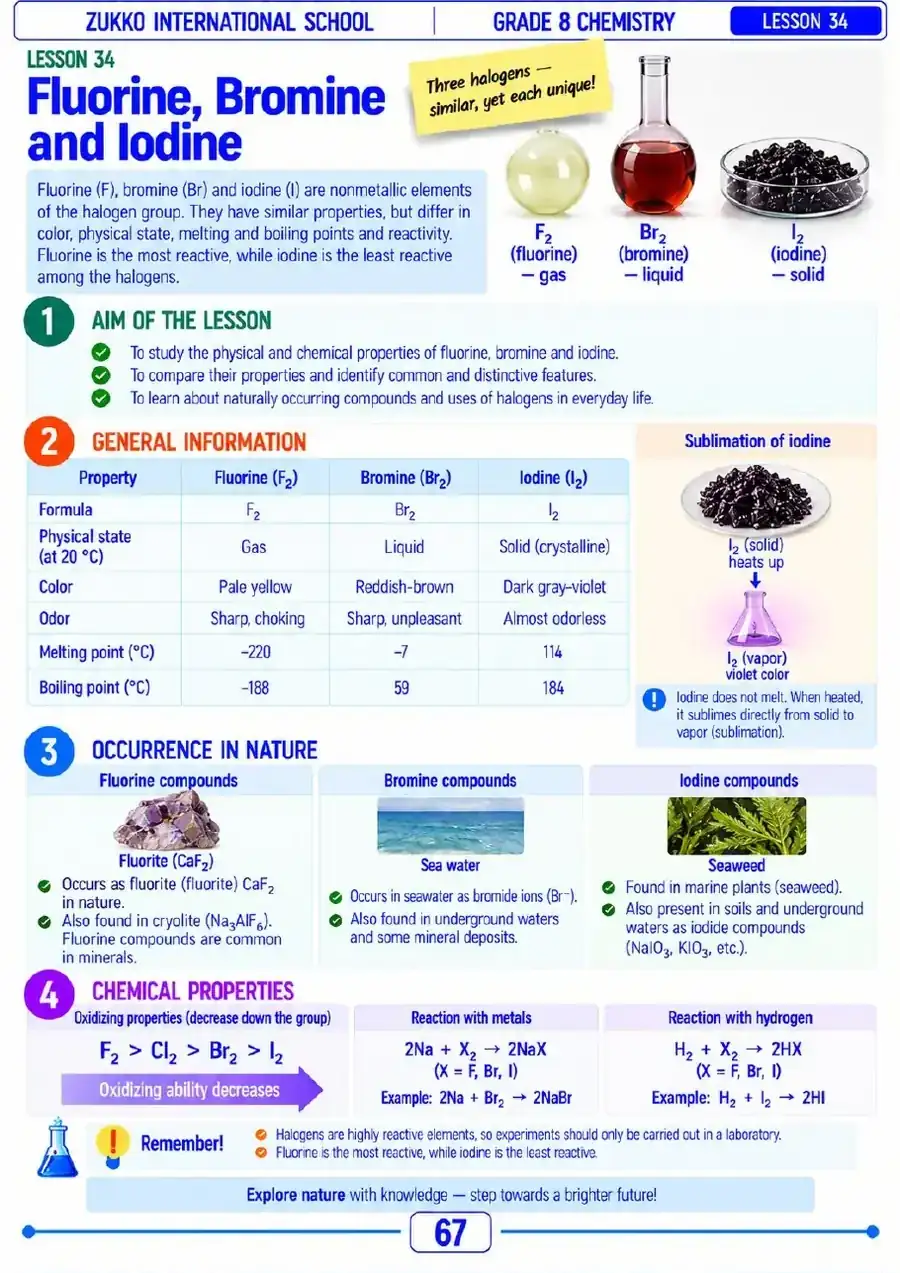 ZUKKO INTERNATIONAL SCHOOL
GRADE 8 CHEMISTRY
LESSON 34
LESSON 34
Fluorine, Bromine
and Iodine
Three halogens —
similar, yet each unique!
Fluorine (F), bromine (Br) and iodine (I) are nonmetallic elements
of the halogen group. They have similar properties, but differ in
color, physical state, melting and boiling points and reactivity.
Fluorine is the most reactive, while iodine is the least reactive
among the halogens.
F₂
(fluorine)
— gas
Br₂
(bromine)
— liquid
I₂
(iodine)
— solid
1 AIM OF THE LESSON
To study the physical and chemical properties of fluorine, bromine and iodine.
To compare their properties and identify common and distinctive features.
To learn about naturally occurring compounds and uses of halogens in everyday life.
2 GENERAL INFORMATION
Property Fluorine (F₂) Bromine (Br₂) Iodine (I₂)
Formula F₂ Br₂ I₂
Physical state
(at 20 °C) Gas Liquid Solid (crystalline)
Color Pale yellow Reddish-brown Dark gray–violet
Odor Sharp, choking Sharp, unpleasant Almost odorless
Melting point (°C) –220 –7 114
Boiling point (°C) –188 59 184
Sublimation of iodine
I₂ (solid)
heats up
I₂ (vapor)
violet color
Iodine does not melt. When heated,
it sublimes directly from solid to
vapor (sublimation).
3 OCCURRENCE IN NATURE
Fluorine compounds
Fluorite (CaF₂)
Occurs as fluorite (fluorite) CaF₂
in nature.
Also found in cryolite (Na₃AlF₆).
Fluorine compounds are common
in minerals.
Bromine compounds
Sea water
Occurs in seawater as bromide ions (Br⁻).
Also found in underground waters
and some mineral deposits.
Iodine compounds
Seaweed
Found in marine plants (seaweed).
Also present in soils and underground
waters as iodide compounds
(NaIO₃, KIO₃, etc.).
4 CHEMICAL PROPERTIES
Oxidizing properties (decrease down the group)
F₂ > Cl₂ > Br₂ > I₂
Oxidizing ability decreases
Reaction with metals
2Na + X₂ → 2NaX
(X = F, Br, I)
Example: 2Na + Br₂ → 2NaBr
Reaction with hydrogen
H₂ + X₂ → 2HX
(X = F, Br, I)
Example: H₂ + I₂ → 2HI
Remember!
Halogens are highly reactive elements, so experiments should only be carried out in a laboratory.
Fluorine is the most reactive, while iodine is the least reactive.
Explore nature with knowledge — step towards a brighter future!
67